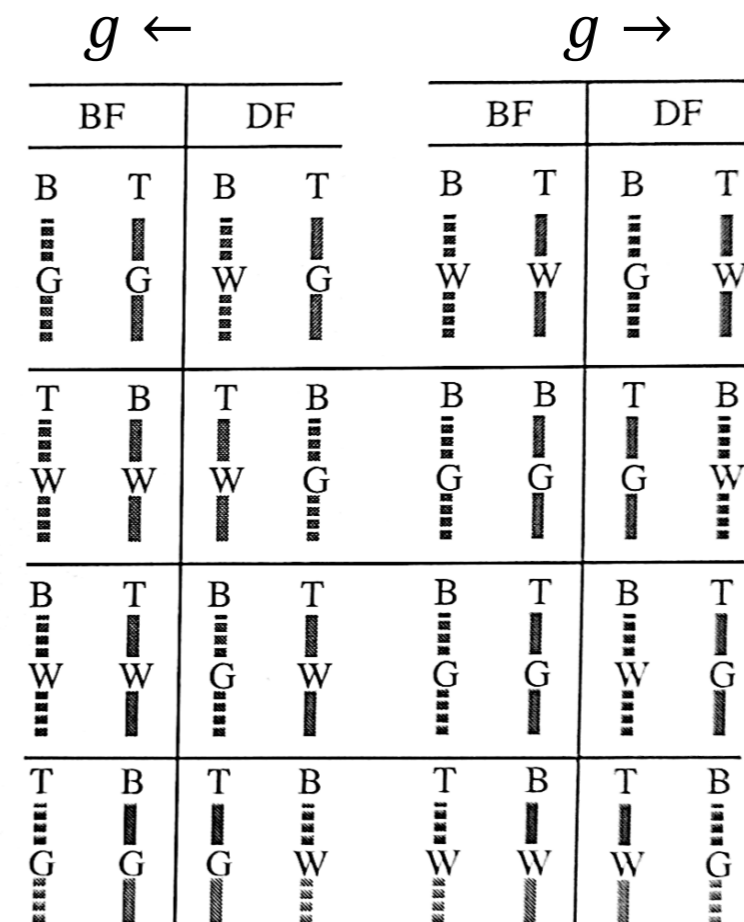 g ← g →
BF DF BF DF
B T B T B T B T
G G W G W W G W
T B T B B B T B
W W W G G G G W
B T B T B T B T
W W G W G G W G
T B T B T B T B
G G G W W W W G